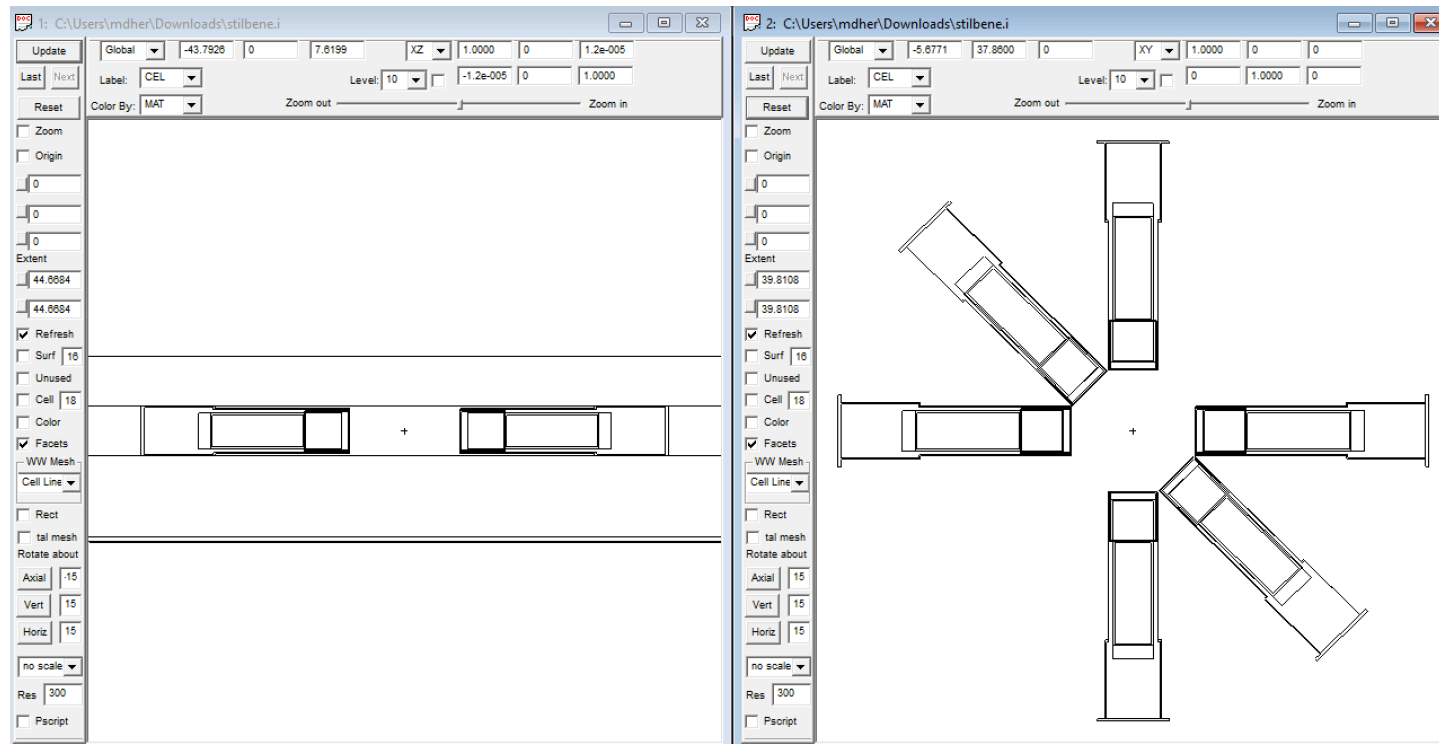 1: C:\Users\mdher\Downloads\stilbene.i
Update Global -43.7926 0 7.6199 XZ 1.0000 0 1.2e-005
Last Next Label: CEL Level: 10 -1.2e-005 0 1.0000
Reset Color By: MAT Zoom out Zoom in
Zoom
Origin
0
0
0
Extent
44.6684
44.6684
Refresh
Surf 16
Unused
Cell 18
Color
Facets
WW Mesh
Cell Line
Rect
tal mesh
Rotate about
Axial -15
Vert 15
Horiz 15
no scale
Res 300
Pscript
2: C:\Users\mdher\Downloads\stilbene.i
Update Global -5.6771 37.8600 0 XY 1.0000 0 0
Last Next Label: CEL Level: 10 0 1.0000 0
Reset Color By: MAT Zoom out Zoom in
Zoom
Origin
0
0
0
Extent
39.8108
39.8108
Refresh
Surf 16
Unused
Cell 18
Color
Facets
WW Mesh
Cell Line
Rect
tal mesh
Rotate about
Axial 15
Vert 15
Horiz 15
no scale
Res 300
Pscript